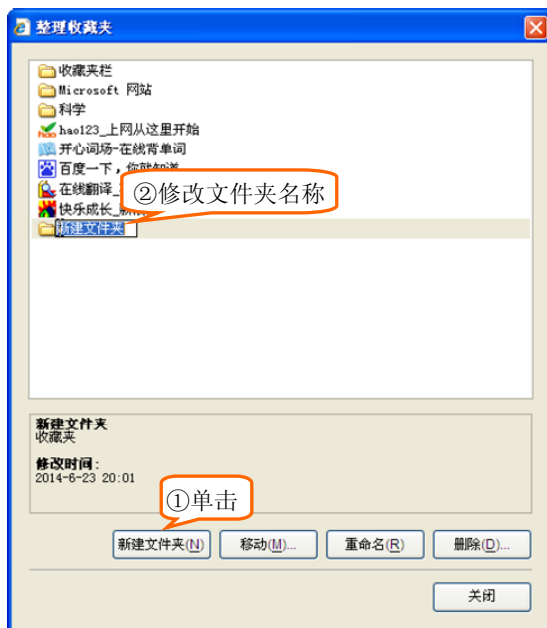 整理收藏夹
收藏夹栏
Microsoft 网站
科学
hao123_上网从这里开始
开心词场-在线背单词
百度一下，你就知道
在线翻译_
②修改文件夹名称
快乐成长_
新建文件夹
新建文件夹
收藏夹
修改时间:
2014-6-23 20:01
①单击
新建文件夹(N) 移动(M)... 重命名(R) 删除(D)...
关闭